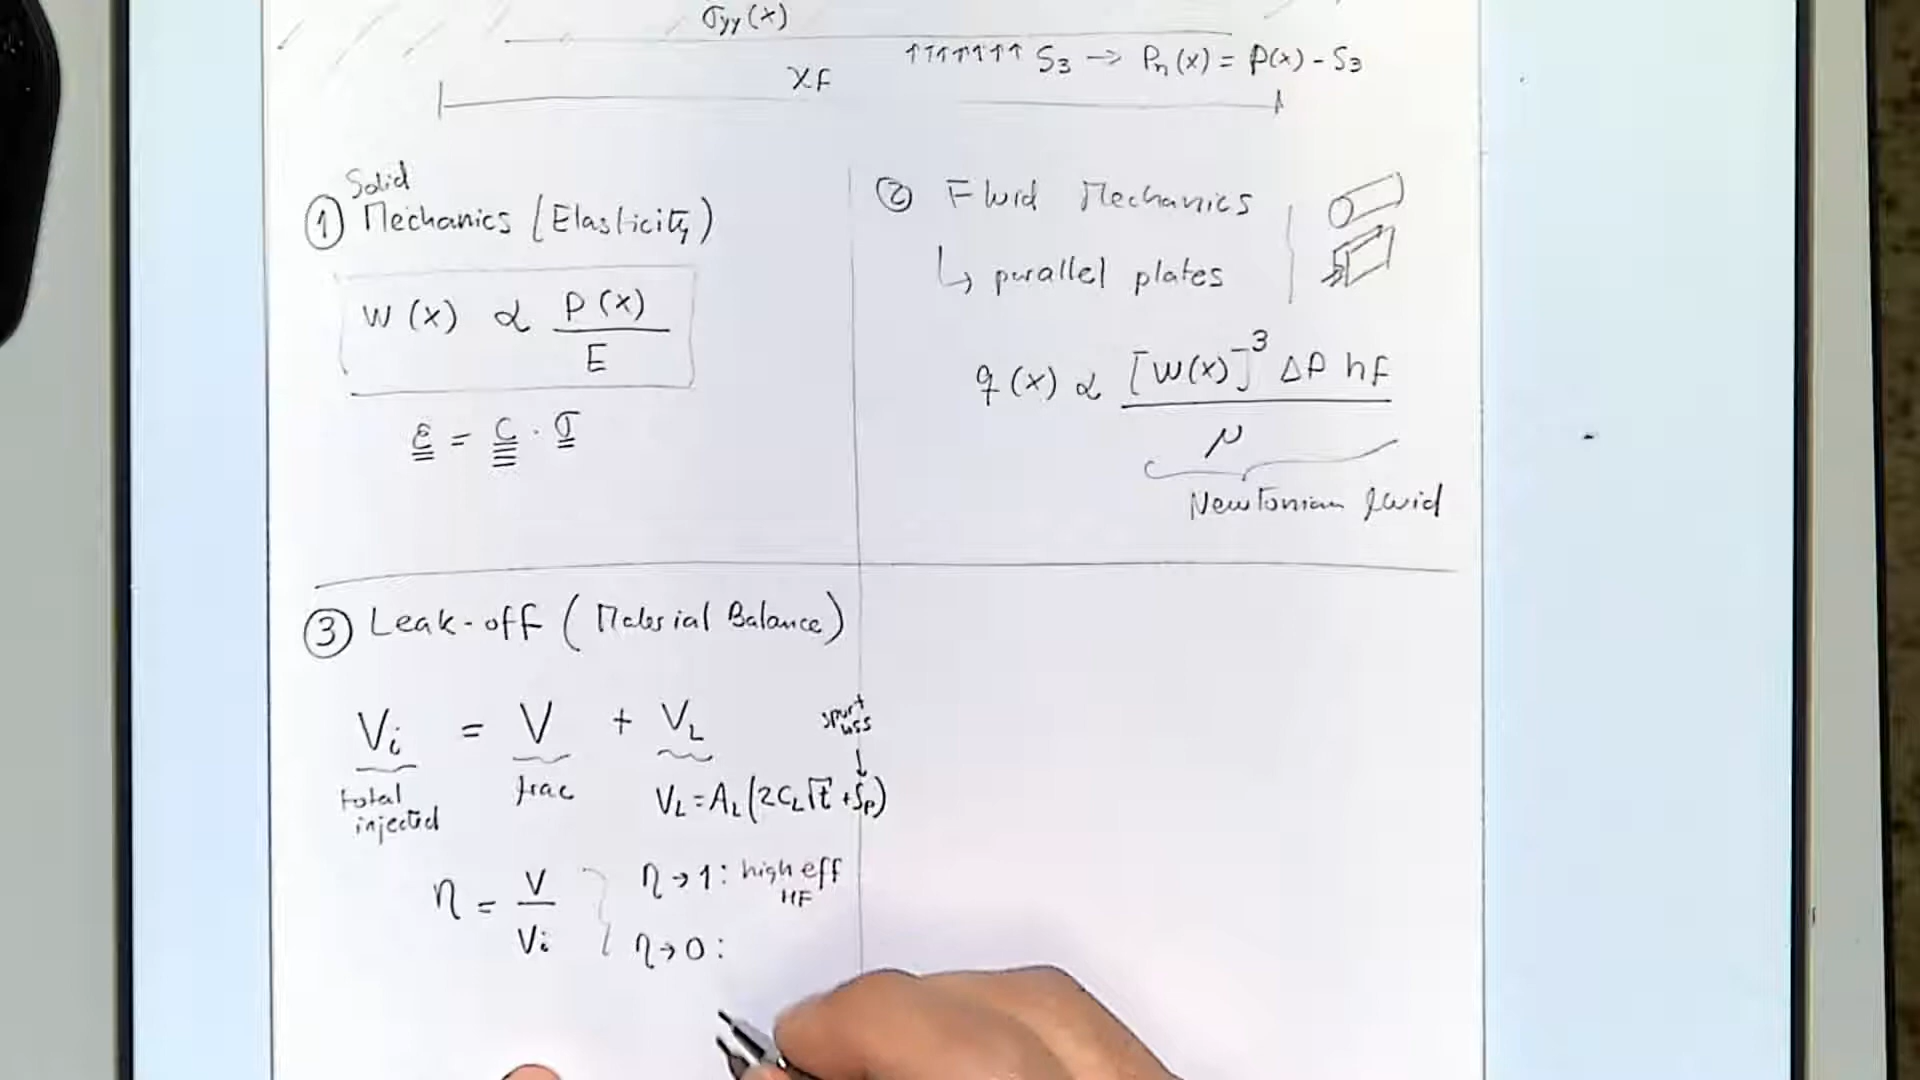 σyy(x)
↑↑↑↑↑↑↑ S3 → Pn(x) = P(x) - S3
XF
① Solid Mechanics (Elasticity)
W(x) α P(x) / E
ε = C · σ
② Fluid Mechanics
↳ parallel plates
q(x) α [W(x)]^3 ΔP hf / μ
Newtonian fluid
③ Leak-off (Material Balance)
Vi = V + VL
total injected
frac
spurt loss
↓
VL = AL(2CL√t + Sp)
η = V / Vi
η → 1: high eff HF
η → 0: